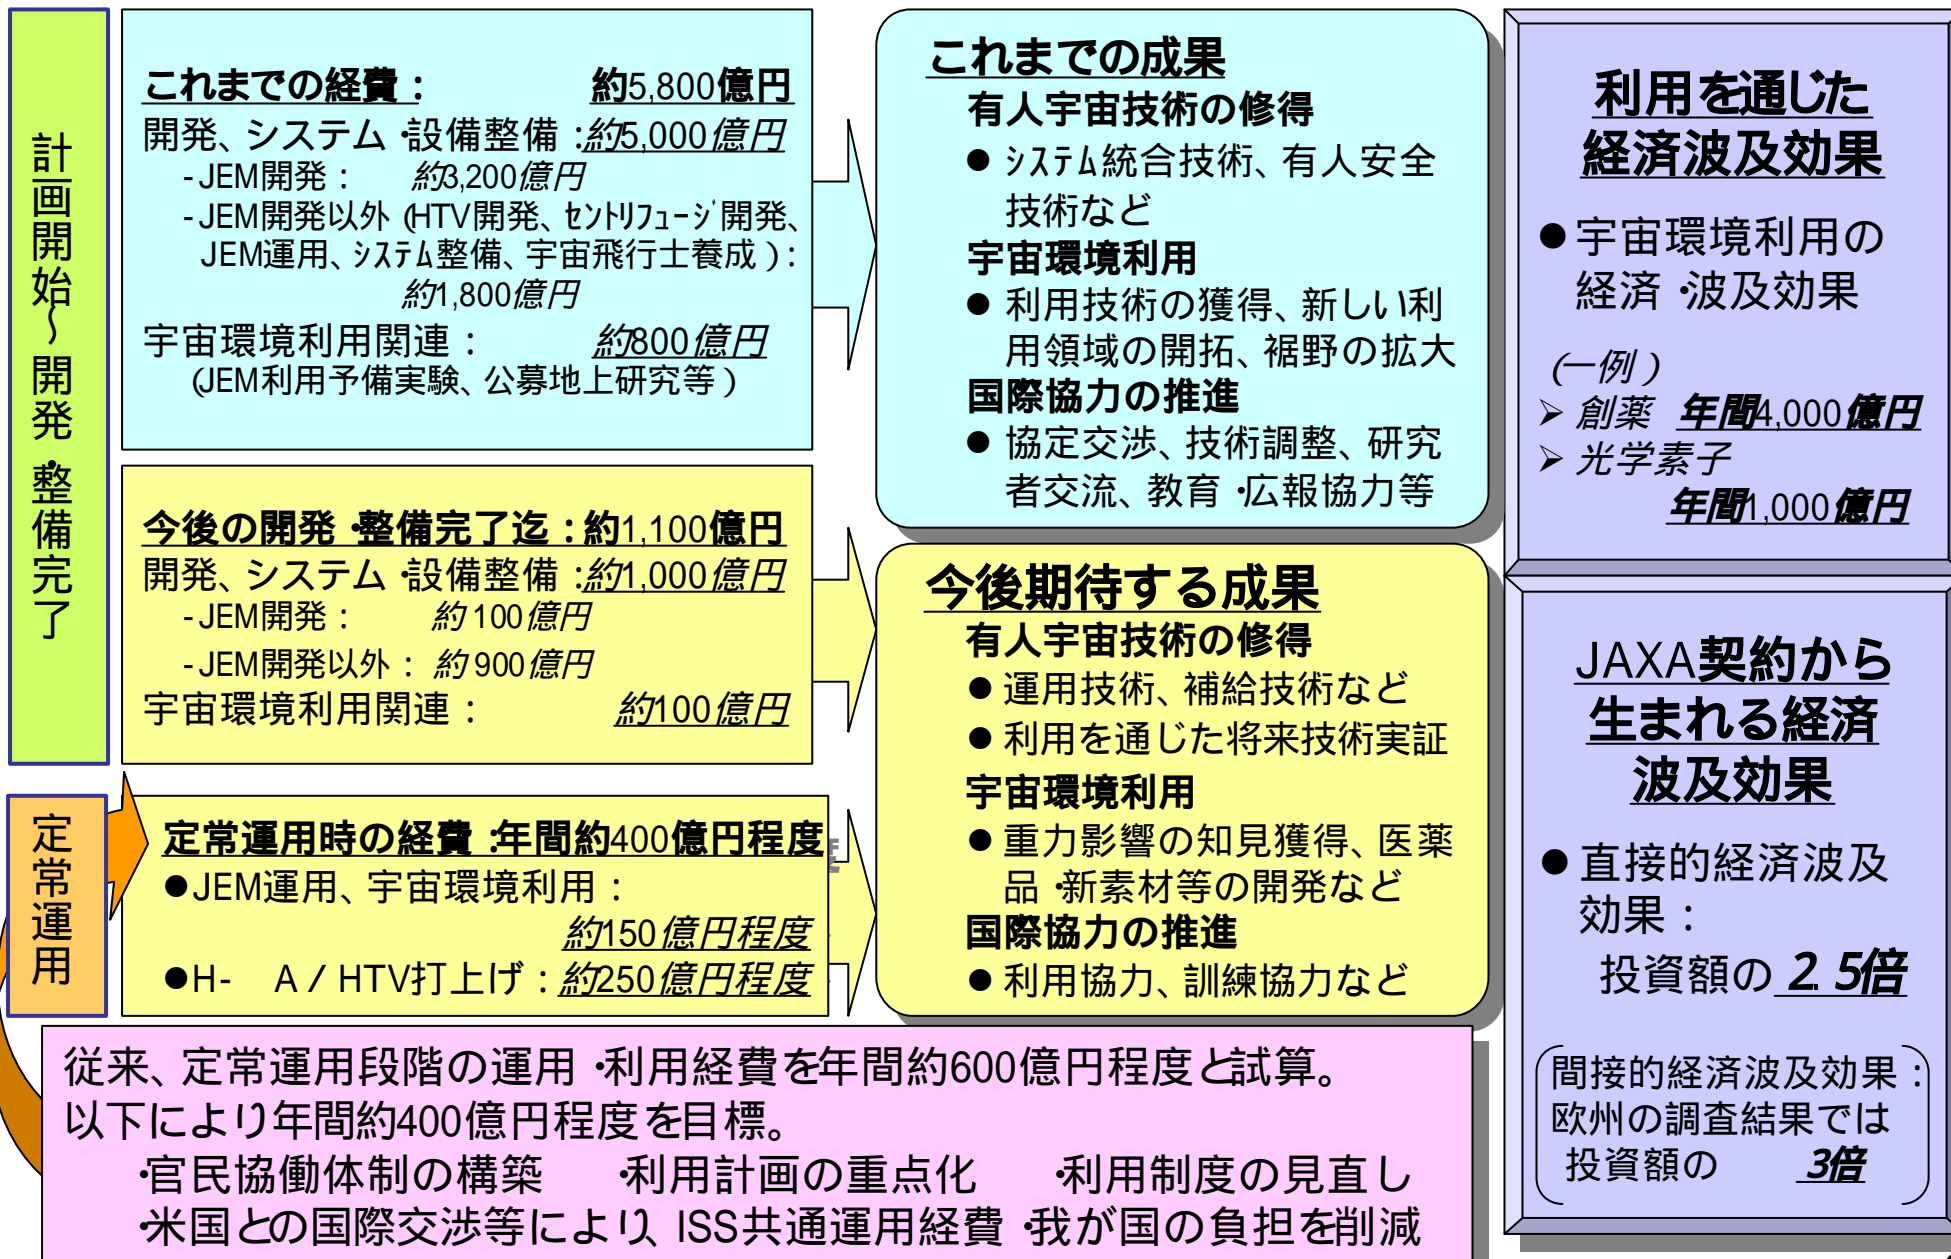 計画開始～開発・整備完了
これまでの経費： 約5,800億円
開発、システム・設備整備：約5,000億円
-JEM開発： 約3,200億円
-JEM開発以外（HTV開発、セントリフュージ開発、
JEM運用、システム整備、宇宙飛行士養成）：
約1,800億円
宇宙環境利用関連： 約800億円
（JEM利用予備実験、公募地上研究等）
今後の開発・整備完了迄：約1,100億円
開発、システム・設備整備：約1,000億円
-JEM開発： 約100億円
-JEM開発以外： 約900億円
宇宙環境利用関連： 約100億円
定常運用
定常運用時の経費：年間約400億円程度
●JEM運用、宇宙環境利用：
約150億円程度
●H- A/HTV打上げ：約250億円程度
これまでの成果
有人宇宙技術の修得
● システム統合技術、有人安全
技術など
宇宙環境利用
● 利用技術の獲得、新しい利
用領域の開拓、裾野の拡大
国際協力の推進
● 協定交渉、技術調整、研究
者交流、教育・広報協力等
今後期待する成果
有人宇宙技術の修得
● 運用技術、補給技術など
● 利用を通じた将来技術実証
宇宙環境利用
● 重力影響の知見獲得、医薬
品・新素材等の開発など
国際協力の推進
● 利用協力、訓練協力など
利用を通じた
経済波及効果
● 宇宙環境利用の
経済・波及効果
（一例）
➢ 創薬 年間4,000億円
➢ 光学素子
年間1,000億円
JAXA契約から
生まれる経済
波及効果
● 直接的経済波及
効果：
投資額の 2.5倍
間接的経済波及効果：
欧州の調査結果では
投資額の 3倍
従来、定常運用段階の運用・利用経費を年間約600億円程度と試算。
以下により年間約400億円程度を目標。
・官民協働体制の構築 ・利用計画の重点化 ・利用制度の見直し
・米国との国際交渉等により、ISS共通運用経費・我が国の負担を削減